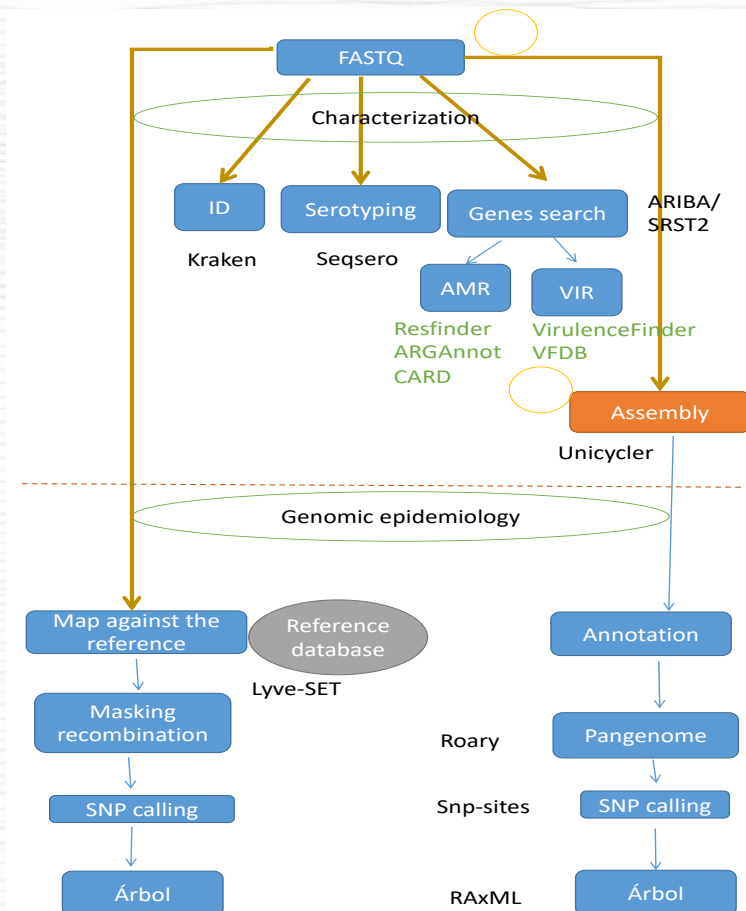 FASTQ
Characterization
ID
Serotyping
Genes search
ARIBA/
SRST2
Kraken
Seqsero
AMR
VIR
Resfinder
ARGAnnot
CARD
VirulenceFinder
VFDB
Assembly
Unicycler
Genomic epidemiology
Map against the
reference
Reference
database
Annotation
Lyve-SET
Masking
recombination
Roary
Pangenome
SNP calling
Snp-sites
SNP calling
Árbol
RAxML
Árbol